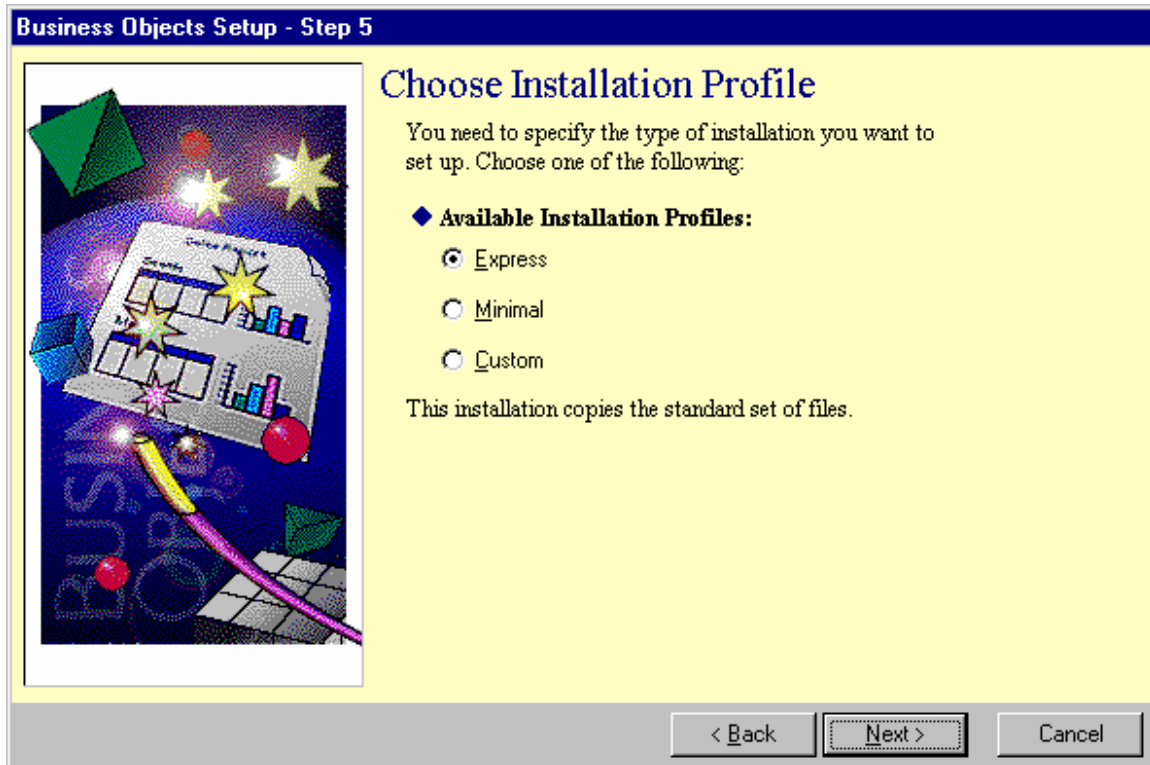 Business Objects Setup - Step 5
Choose Installation Profile
You need to specify the type of installation you want to
set up. Choose one of the following:
Available Installation Profiles:
Express
Minimal
Custom
This installation copies the standard set of files.
BUSIN
< Back
Next >
Cancel